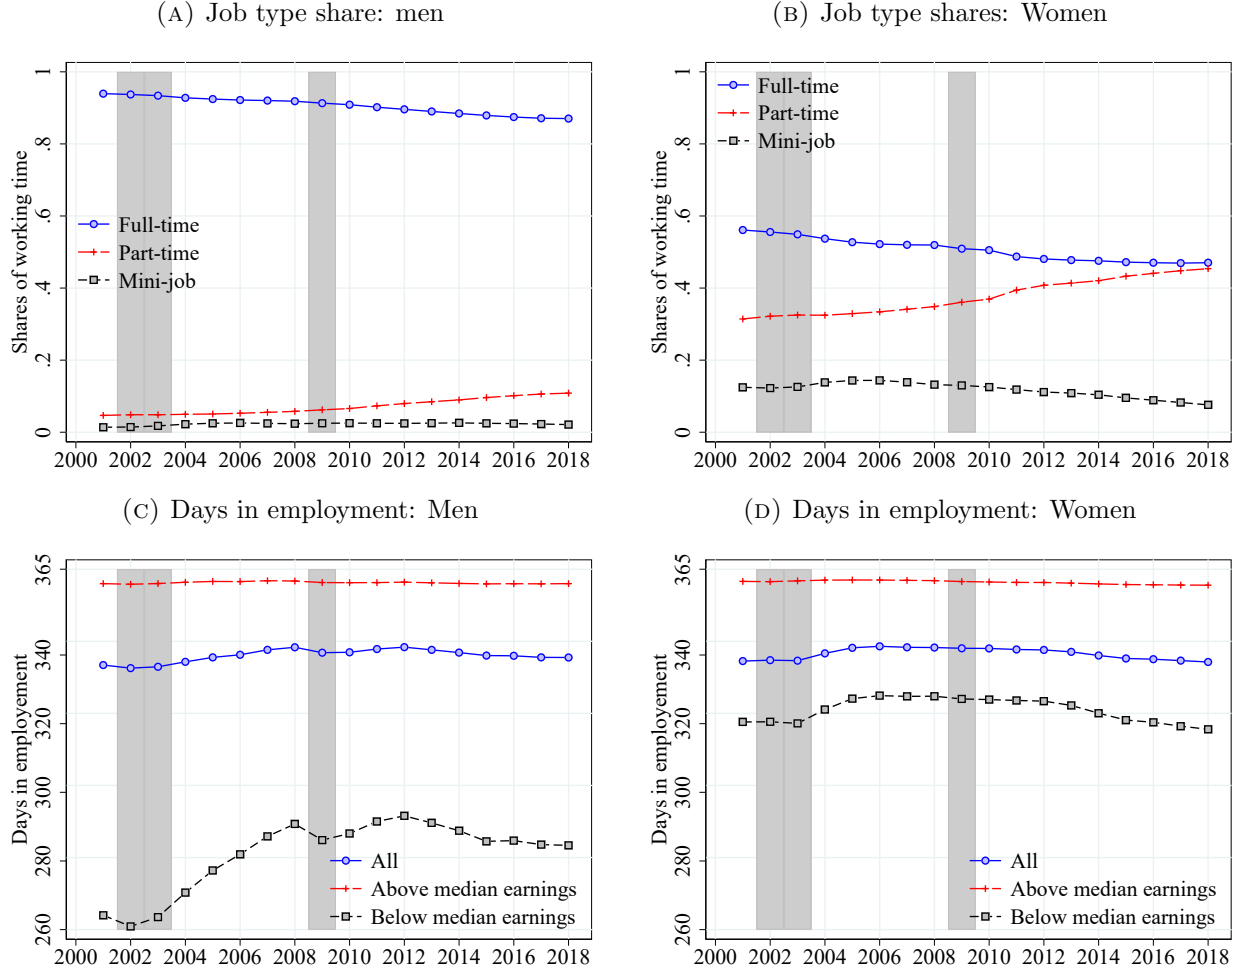 (A) Job type share: men
Shares of working time
1
.8
.6
.4
.2
0
Full-time
Part-time
Mini-job
2000 2002 2004 2006 2008 2010 2012 2014 2016 2018
(B) Job type shares: Women
Shares of working time
1
.8
.6
.4
.2
0
Full-time
Part-time
Mini-job
2000 2002 2004 2006 2008 2010 2012 2014 2016 2018
(C) Days in employment: Men
Days in employement
365
340
320
300
280
260
All
Above median earnings
Below median earnings
2000 2002 2004 2006 2008 2010 2012 2014 2016 2018
(D) Days in employment: Women
Days in employement
365
340
320
300
280
260
All
Above median earnings
Below median earnings
2000 2002 2004 2006 2008 2010 2012 2014 2016 2018